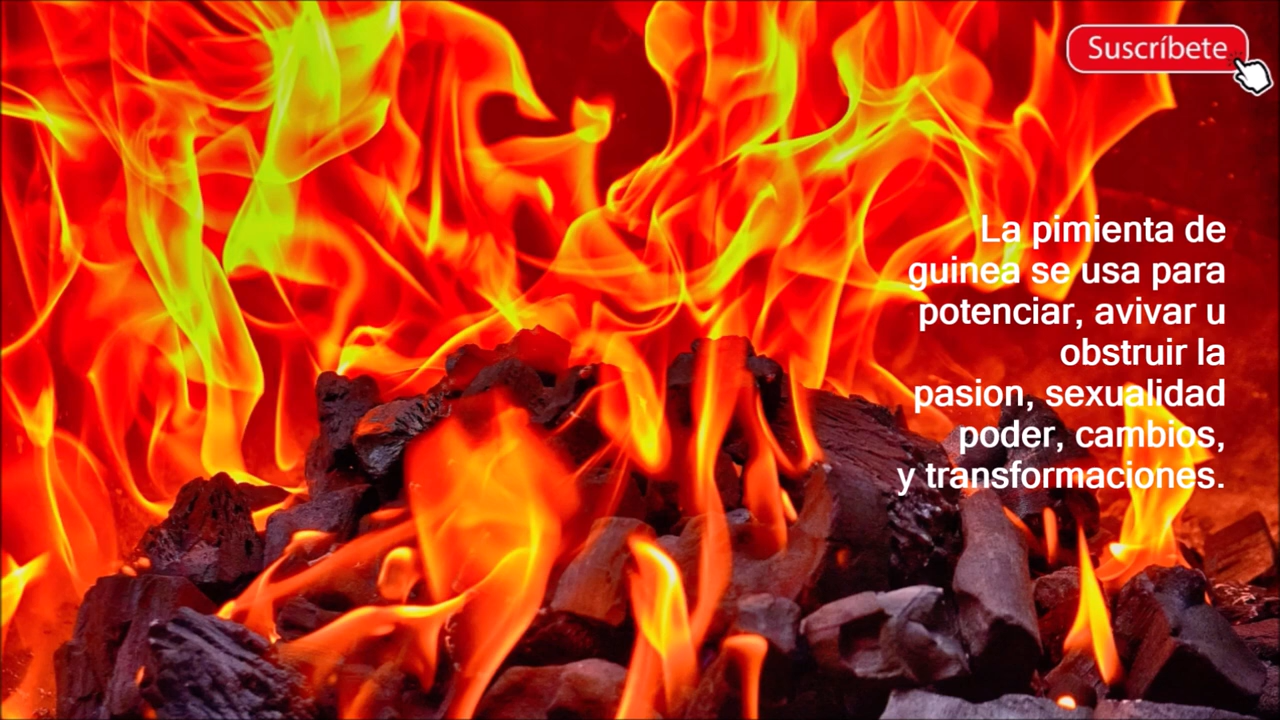 Suscríbete
La pimienta de
guinea se usa para
potenciar, avivar u
obstruir la
pasion, sexualidad
poder, cambios,
y transformaciones.